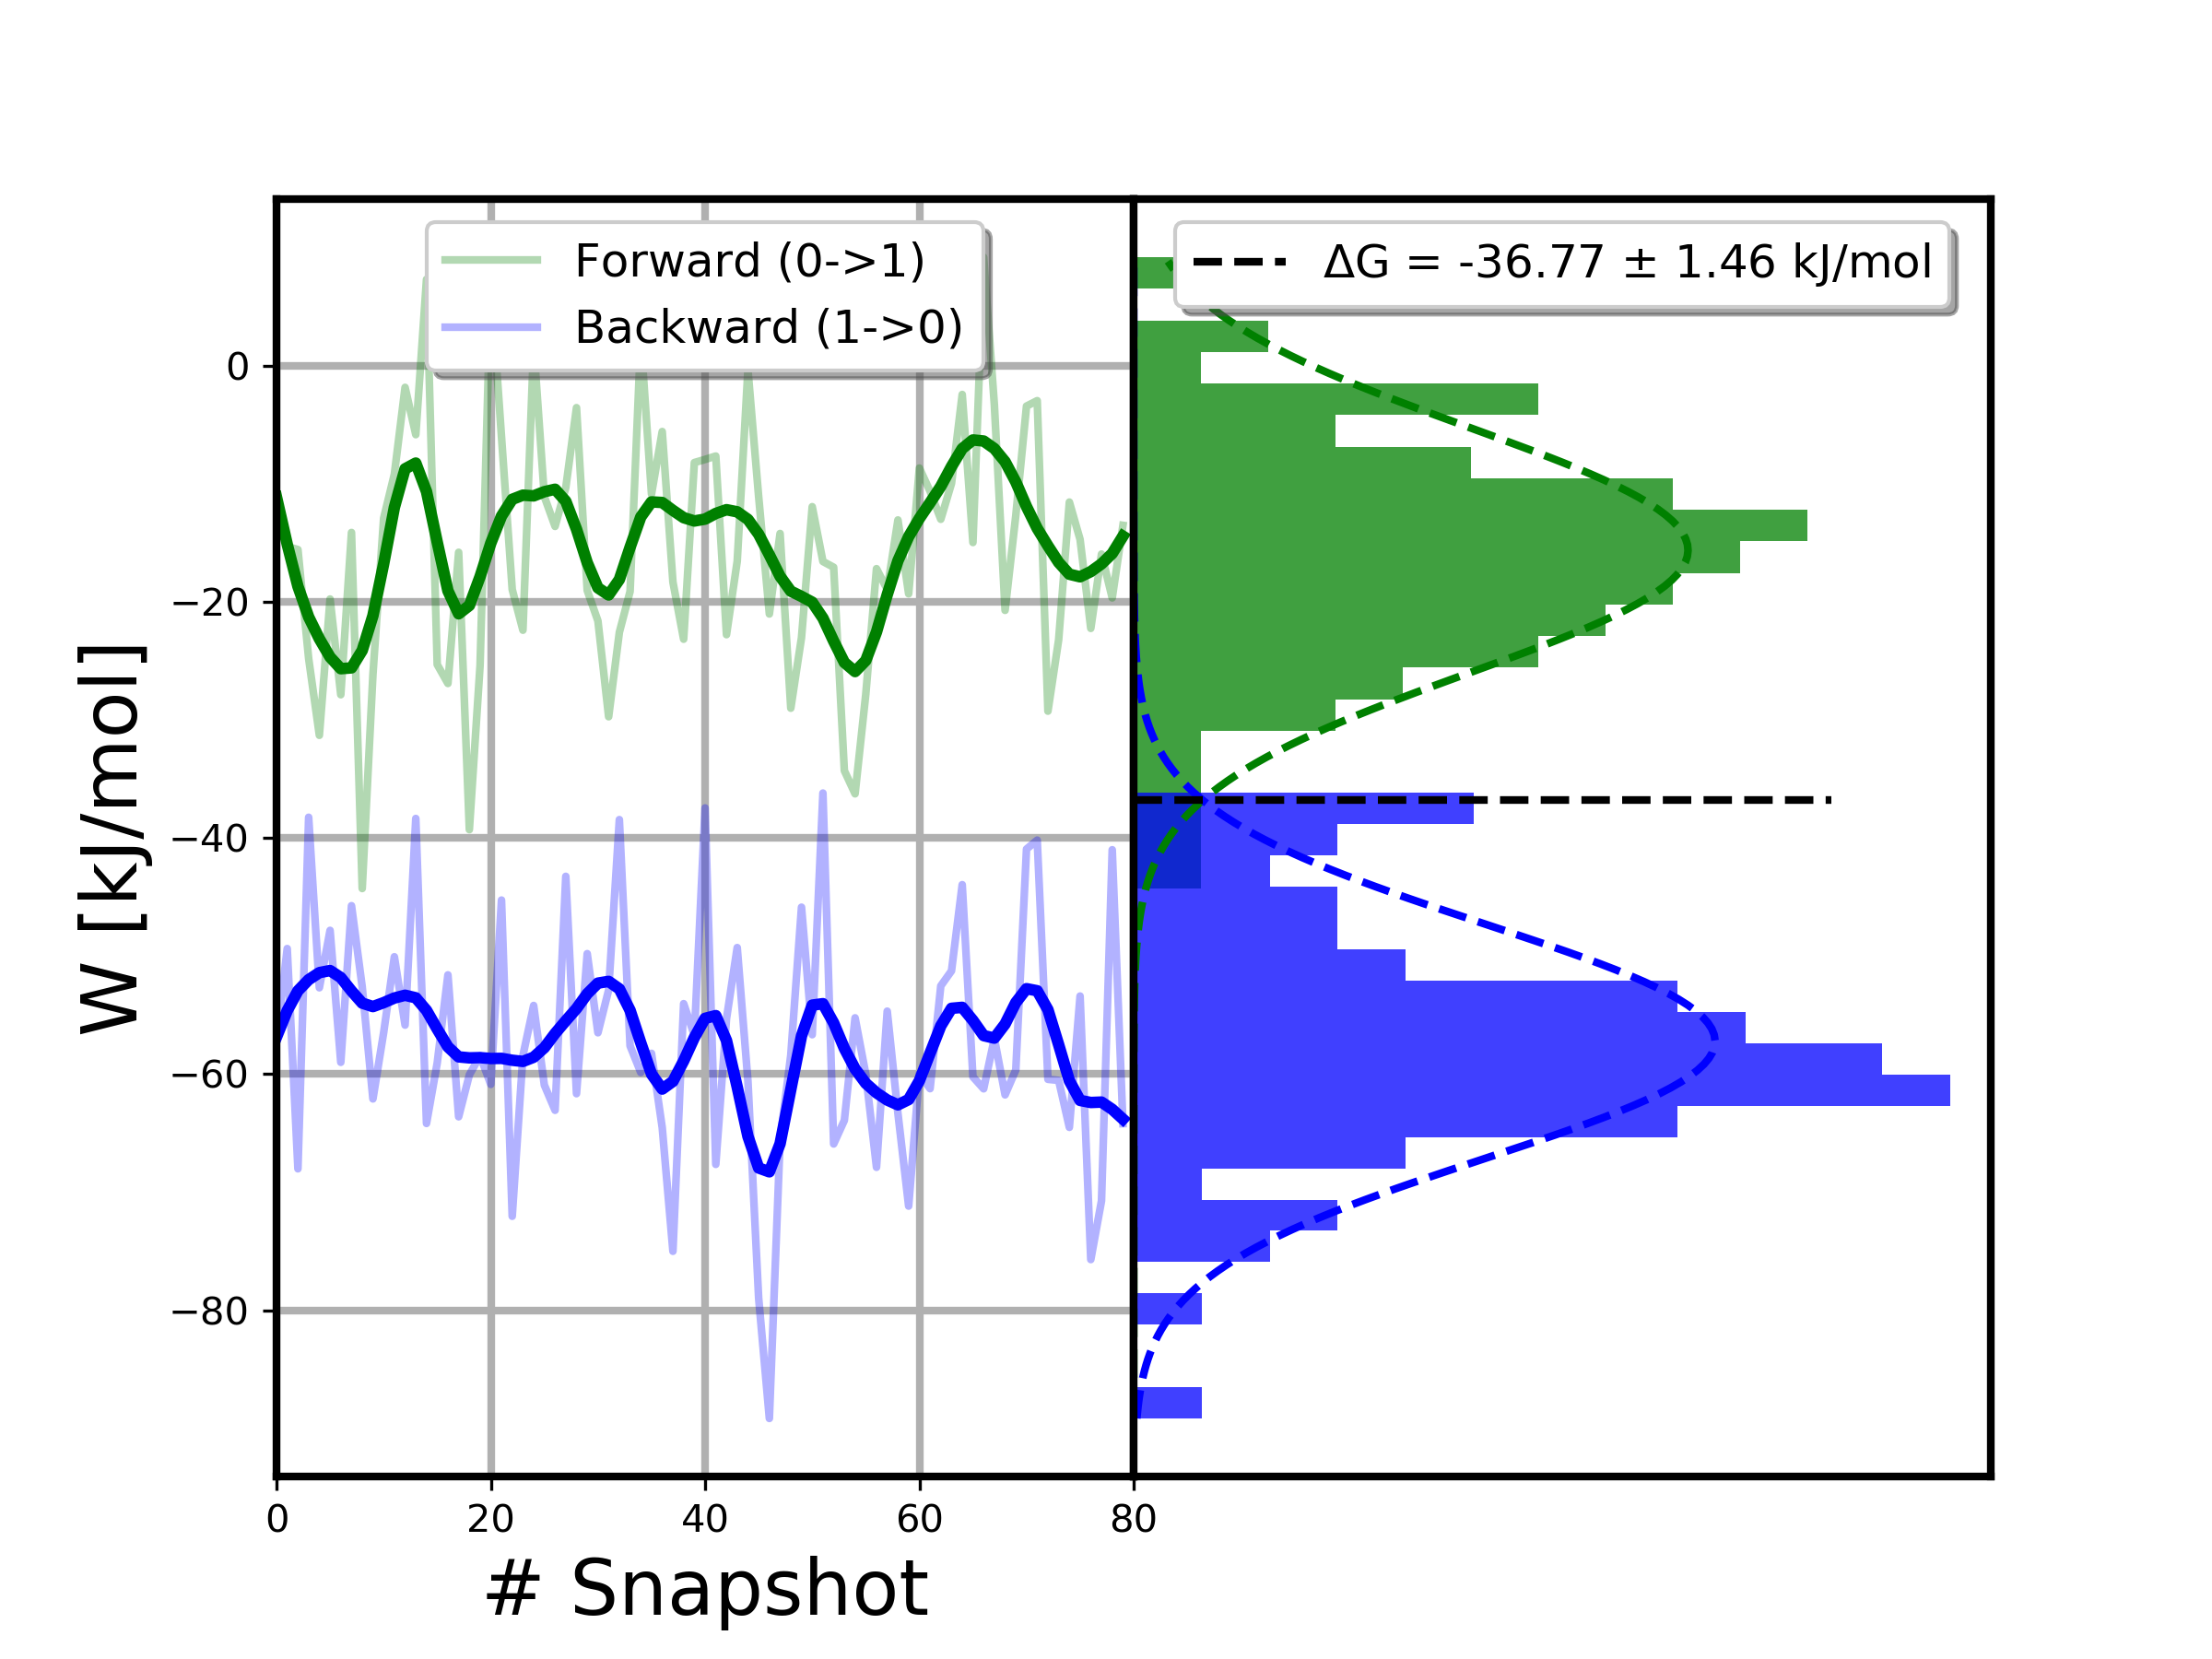 Forward (0->1)
Backward (1->0)
ΔG = -36.77 ± 1.46 kJ/mol
W [kJ/mol]
0
−20
−40
−60
−80
0 20 40 60 80
# Snapshot